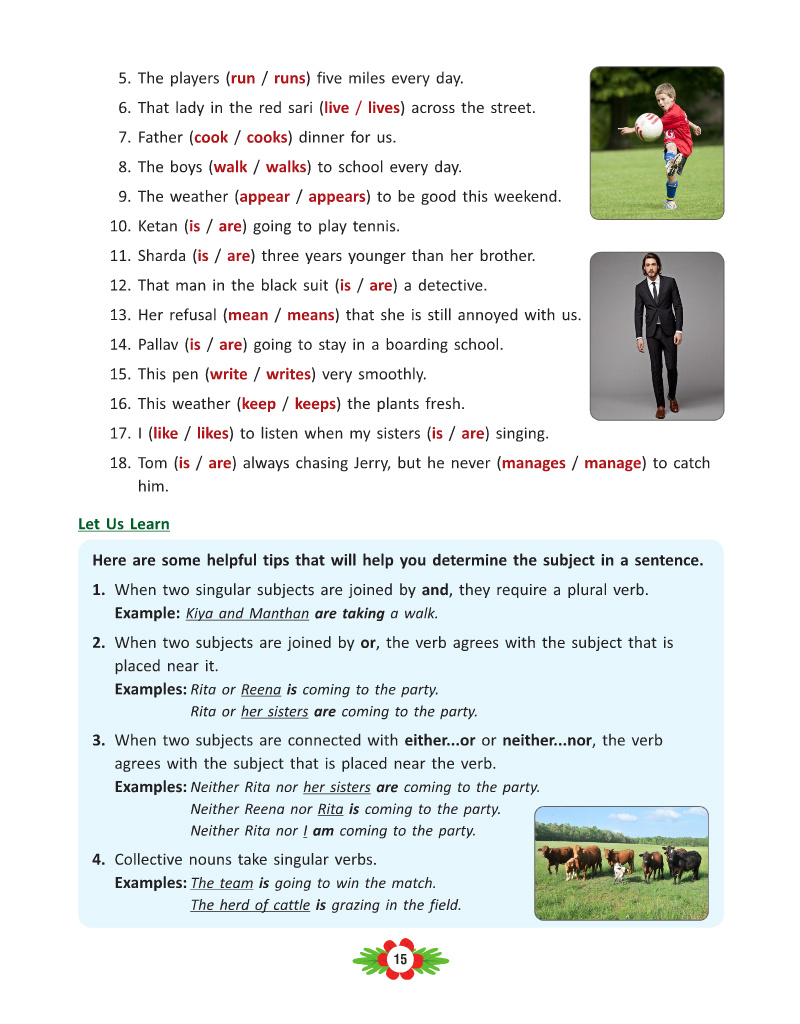 5. The players (run / runs) five miles every day.
6. That lady in the red sari (live / lives) across the street.
7. Father (cook / cooks) dinner for us.
8. The boys (walk / walks) to school every day.
9. The weather (appear / appears) to be good this weekend.
10. Ketan (is / are) going to play tennis.
11. Sharda (is / are) three years younger than her brother.
12. That man in the black suit (is / are) a detective.
13. Her refusal (mean / means) that she is still annoyed with us.
14. Pallav (is / are) going to stay in a boarding school.
15. This pen (write / writes) very smoothly.
16. This weather (keep / keeps) the plants fresh.
17. I (like / likes) to listen when my sisters (is / are) singing.
18. Tom (is / are) always chasing Jerry, but he never (manages / manage) to catch
him.
Let Us Learn
Here are some helpful tips that will help you determine the subject in a sentence.
1. When two singular subjects are joined by and, they require a plural verb.
Example: Kiya and Manthan are taking a walk.
2. When two subjects are joined by or, the verb agrees with the subject that is
placed near it.
Examples: Rita or Reena is coming to the party.
Rita or her sisters are coming to the party.
3. When two subjects are connected with either...or or neither...nor, the verb
agrees with the subject that is placed near the verb.
Examples: Neither Rita nor her sisters are coming to the party.
Neither Reena nor Rita is coming to the party.
Neither Rita nor I am coming to the party.
4. Collective nouns take singular verbs.
Examples: The team is going to win the match.
The herd of cattle is grazing in the field.
15